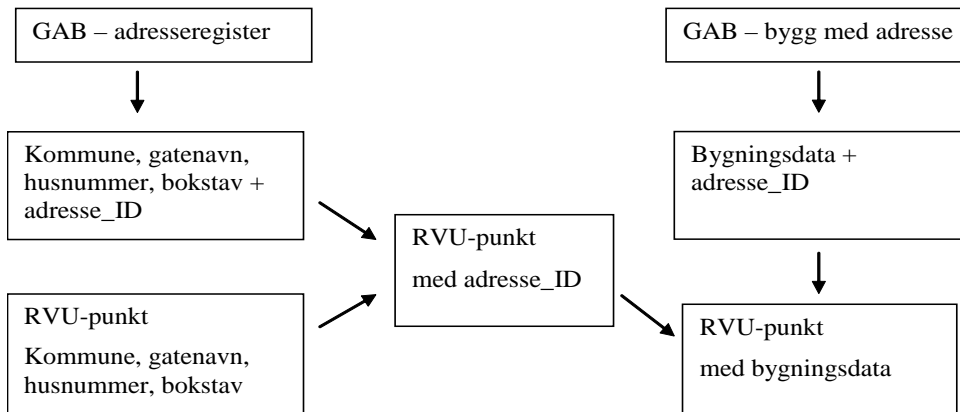 GAB – adresseregister
GAB – bygg med adresse
Kommune, gatenavn,
husnummer, bokstav +
adresse_ID
Bygningsdata +
adresse_ID
RVU-punkt
med adresse_ID
RVU-punkt
Kommune, gatenavn,
husnummer, bokstav
RVU-punkt
med bygningsdata